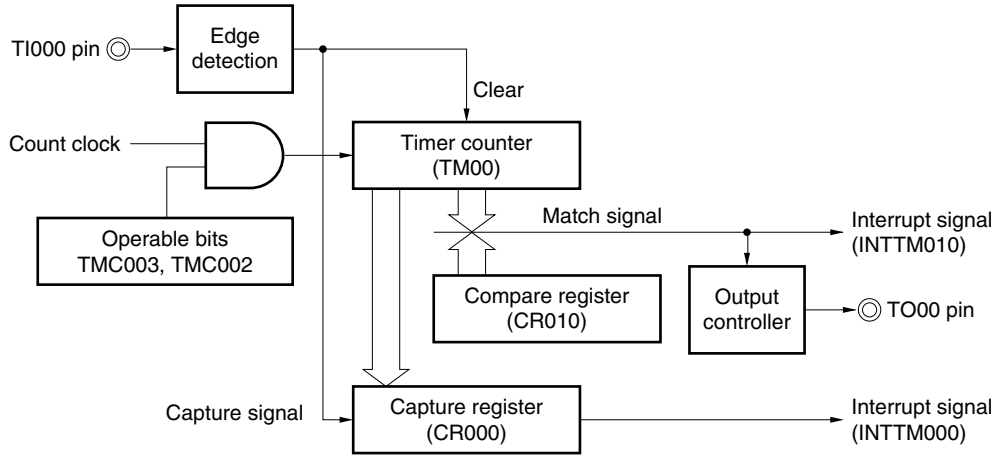 TI000 pin
Edge
detection
Clear
Count clock
Timer counter
(TM00)
Operable bits
TMC003, TMC002
Match signal
Interrupt signal
(INTTM010)
Compare register
(CR010)
Output
controller
TO00 pin
Capture signal
Capture register
(CR000)
Interrupt signal
(INTTM000)